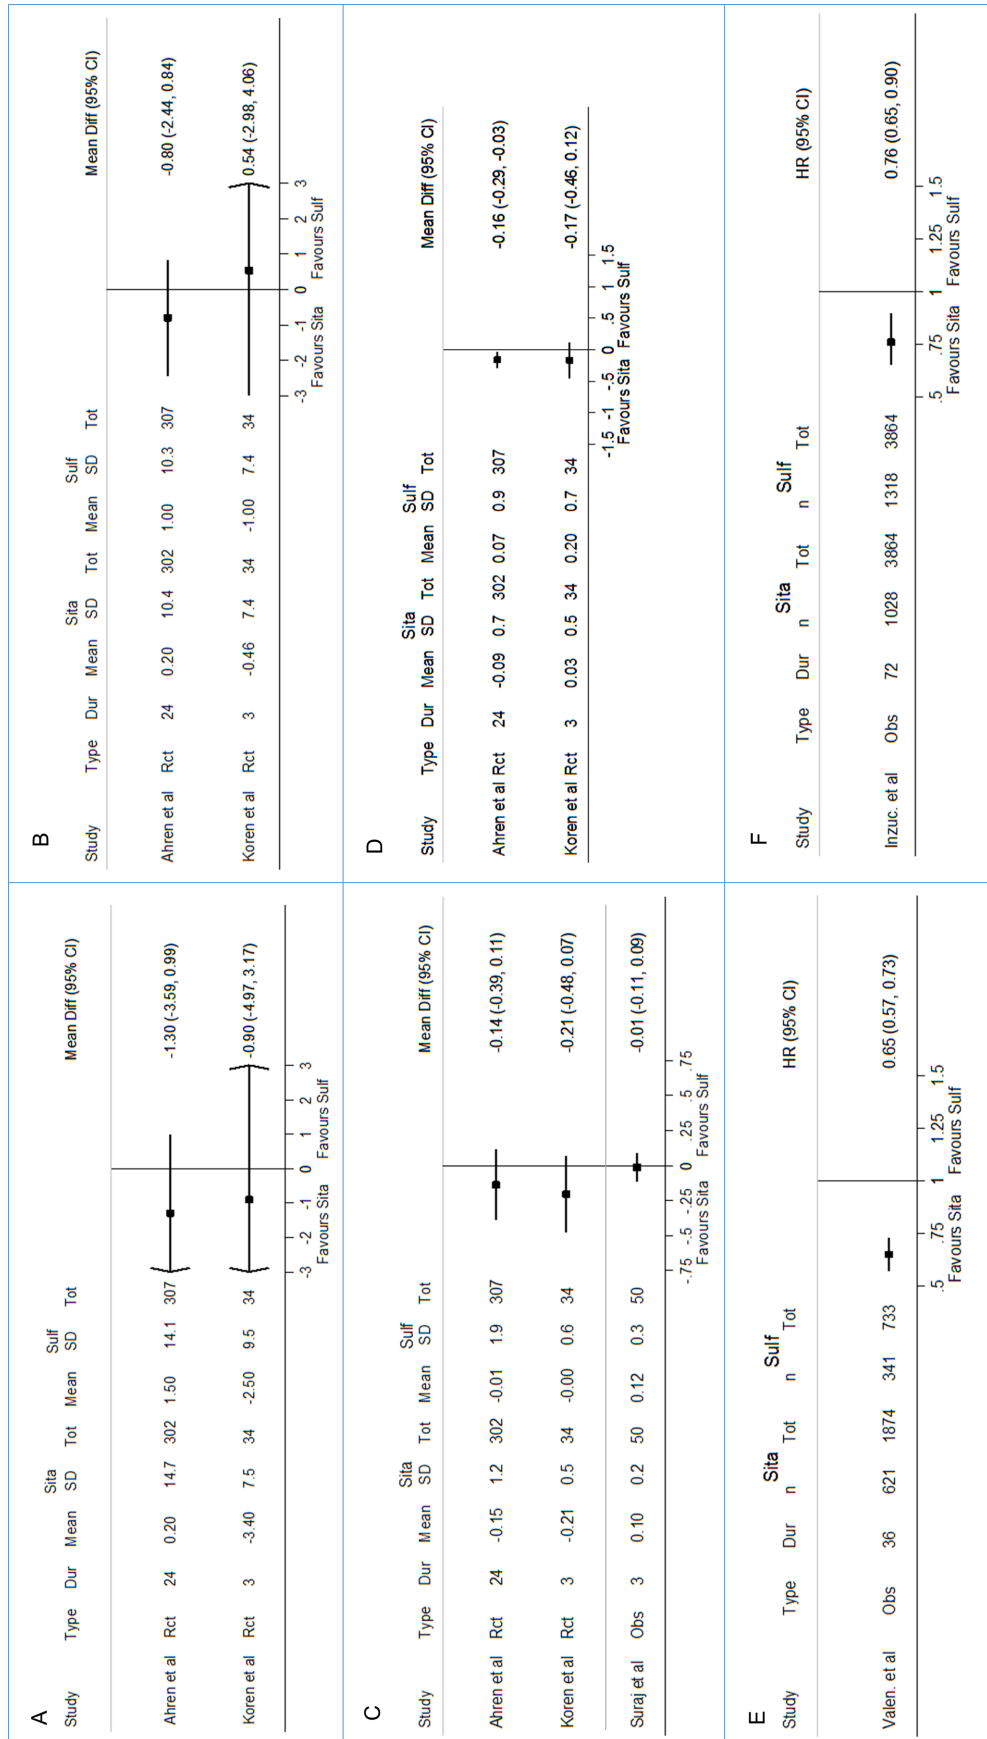 A
Sita Sulf
Study Type Dur Mean SD Tot Mean SD Tot Mean Diff (95% CI)
Ahren et al Rct 24 0.20 14.7 302 1.50 14.1 307 -1.30 (-3.59, 0.99)
Koren et al Rct 3 -3.40 7.5 34 -2.50 9.5 34 -0.90 (-4.97, 3.17)
-3 -2 -1 0 1 2 3
Favours Sita Favours Sulf
B
Sita Sulf
Study Type Dur Mean SD Tot Mean SD Tot Mean Diff (95% CI)
Ahren et al Rct 24 0.20 10.4 302 1.00 10.3 307 -0.80 (-2.44, 0.84)
Koren et al Rct 3 -0.46 7.4 34 -1.00 7.4 34 0.54 (-2.98, 4.06)
-3 -2 -1 0 1 2 3
Favours Sita Favours Sulf
C
Sita Sulf
Study Type Dur Mean SD Tot Mean SD Tot Mean Diff (95% CI)
Ahren et al Rct 24 -0.15 1.2 302 -0.01 1.9 307 -0.14 (-0.39, 0.11)
Koren et al Rct 3 -0.21 0.5 34 -0.00 0.6 34 -0.21 (-0.48, 0.07)
Suraj et al Obs 3 0.10 0.2 50 0.12 0.3 50 -0.01 (-0.11, 0.09)
-.75 -.5 -.25 0 .25 .5 .75
Favours Sita Favours Sulf
D
Sita Sulf
Study Type Dur Mean SD Tot Mean SD Tot Mean Diff (95% CI)
Ahren et al Rct 24 -0.09 0.7 302 0.07 0.9 307 -0.16 (-0.29, -0.03)
Koren et al Rct 3 0.03 0.5 34 0.20 0.7 34 -0.17 (-0.46, 0.12)
-1.5 -1 -.5 0 .5 1 1.5
Favours Sita Favours Sulf
E
Sita Sulf
Study Type Dur n Tot n Tot HR (95% CI)
Valen. et al Obs 36 621 1874 341 733 0.65 (0.57, 0.73)
.5 .75 1 1.25 1.5
Favours Sita Favours Sulf
F
Sita Sulf
Study Type Dur n Tot n Tot HR (95% CI)
Inzuc. et al Obs 72 1028 3864 1318 3864 0.76 (0.65, 0.90)
.5 .75 1 1.25 1.5
Favours Sita Favours Sulf